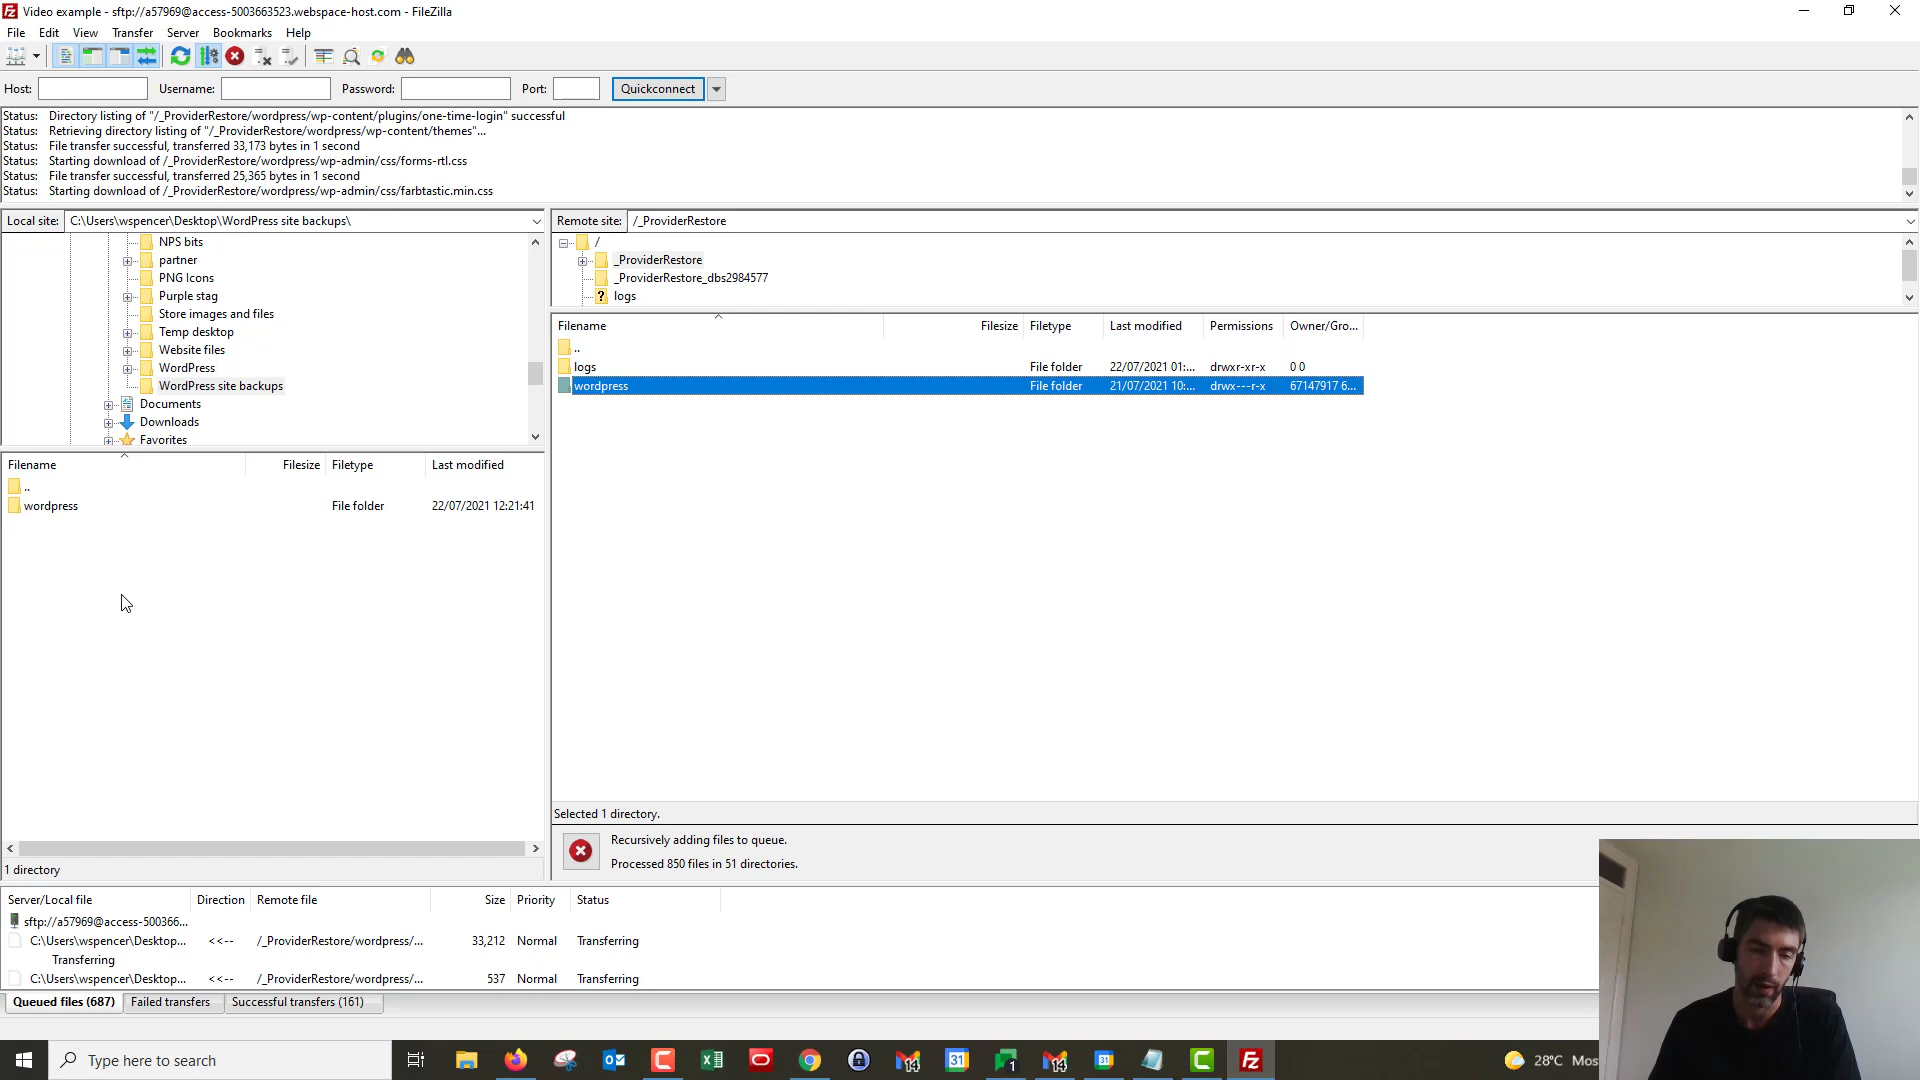 Video example - sftp://a57969@access-5003663523.webspace-host.com - FileZilla
File Edit View Transfer Server Bookmarks Help
Host: Username: Password: Port: Quickconnect
Status: Directory listing of "/_ProviderRestore/wordpress/wp-content/plugins/one-time-login" successful
Status: Retrieving directory listing of "/_ProviderRestore/wordpress/wp-content/themes"...
Status: File transfer successful, transferred 33,173 bytes in 1 second
Status: Starting download of /_ProviderRestore/wordpress/wp-admin/css/forms-rtl.css
Status: File transfer successful, transferred 25,365 bytes in 1 second
Status: Starting download of /_ProviderRestore/wordpress/wp-admin/css/farbtastic.min.css
Local site: C:\Users\wspencer\Desktop\WordPress site backups\
NPS bits
partner
PNG Icons
Purple stag
Store images and files
Temp desktop
Website files
WordPress
WordPress site backups
Documents
Downloads
Favorites
Filename Filesize Filetype Last modified
..
wordpress File folder 22/07/2021 12:21:41
1 directory
Remote site: /_ProviderRestore
/
_ProviderRestore
_ProviderRestore_dbs2984577
? logs
Filename Filesize Filetype Last modified Permissions Owner/Gro...
..
logs File folder 22/07/2021 01:... drwxr-xr-x 0 0
wordpress File folder 21/07/2021 10:... drwx---r-x 67147917 6...
Selected 1 directory.
Recursively adding files to queue.
Processed 850 files in 51 directories.
Server/Local file Direction Remote file Size Priority Status
sftp://a57969@access-500366...
C:\Users\wspencer\Desktop... <<-- /_ProviderRestore/wordpress/... 33,212 Normal Transferring
Transferring
C:\Users\wspencer\Desktop... <<-- /_ProviderRestore/wordpress/... 537 Normal Transferring
Queued files (687) Failed transfers Successful transfers (161)
Type here to search
28°C Mos